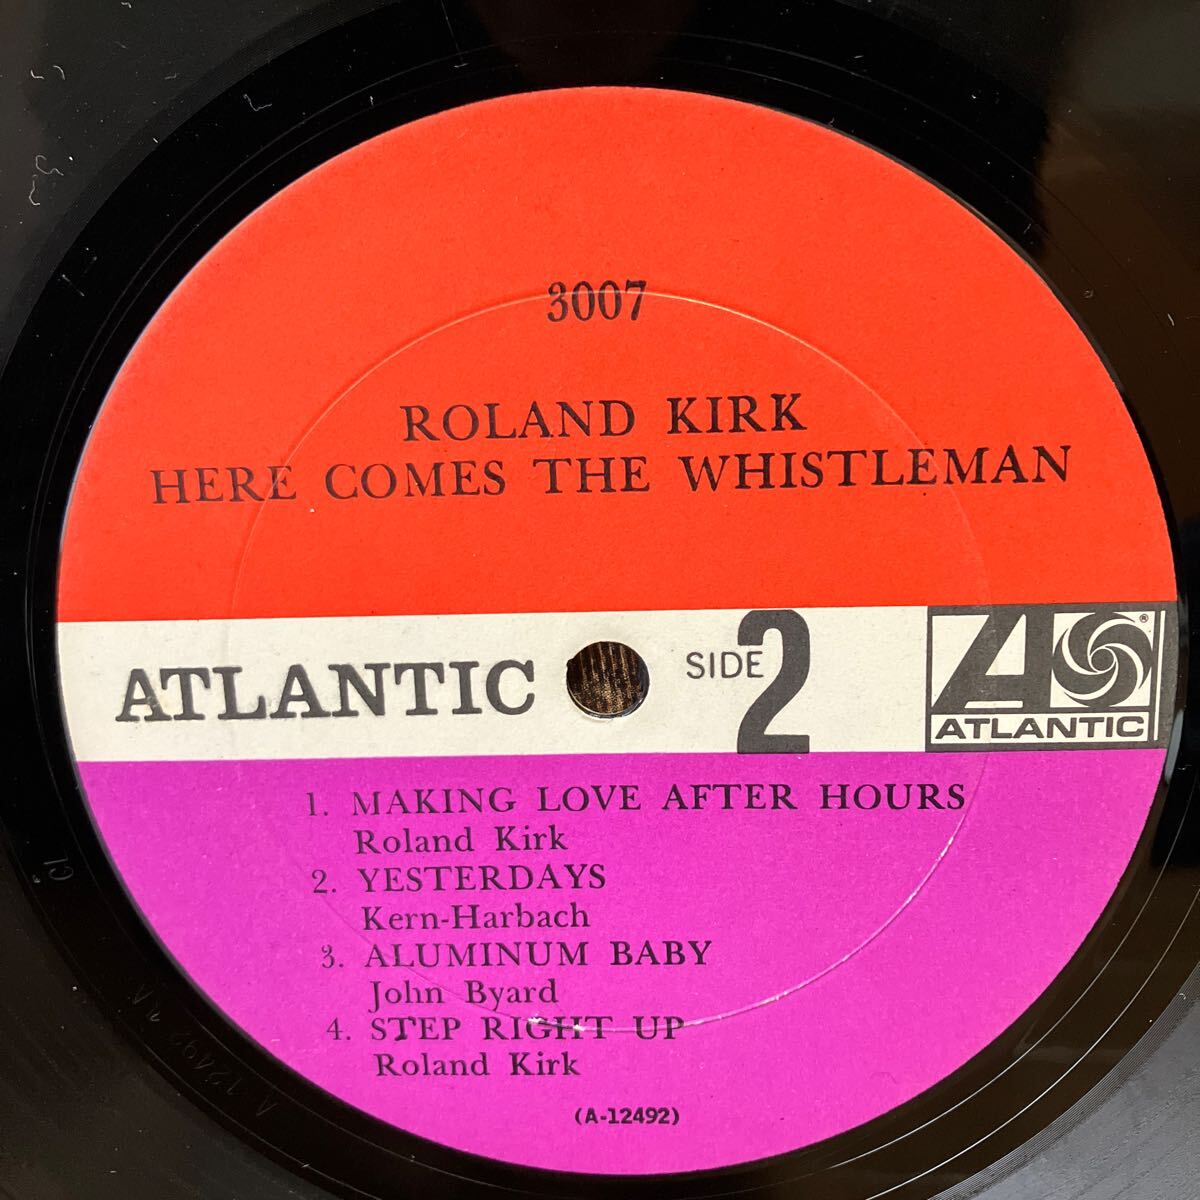 3007
ROLAND KIRK
HERE COMES THE WHISTLEMAN
ATLANTIC
SIDE 2
A
®
ATLANTIC
1. MAKING LOVE AFTER HOURS
Roland Kirk
2. YESTERDAYS
Kern-Harbach
3. ALUMINUM BABY
John Byard
4. STEP RIGHT UP
Roland Kirk
(A-12492)